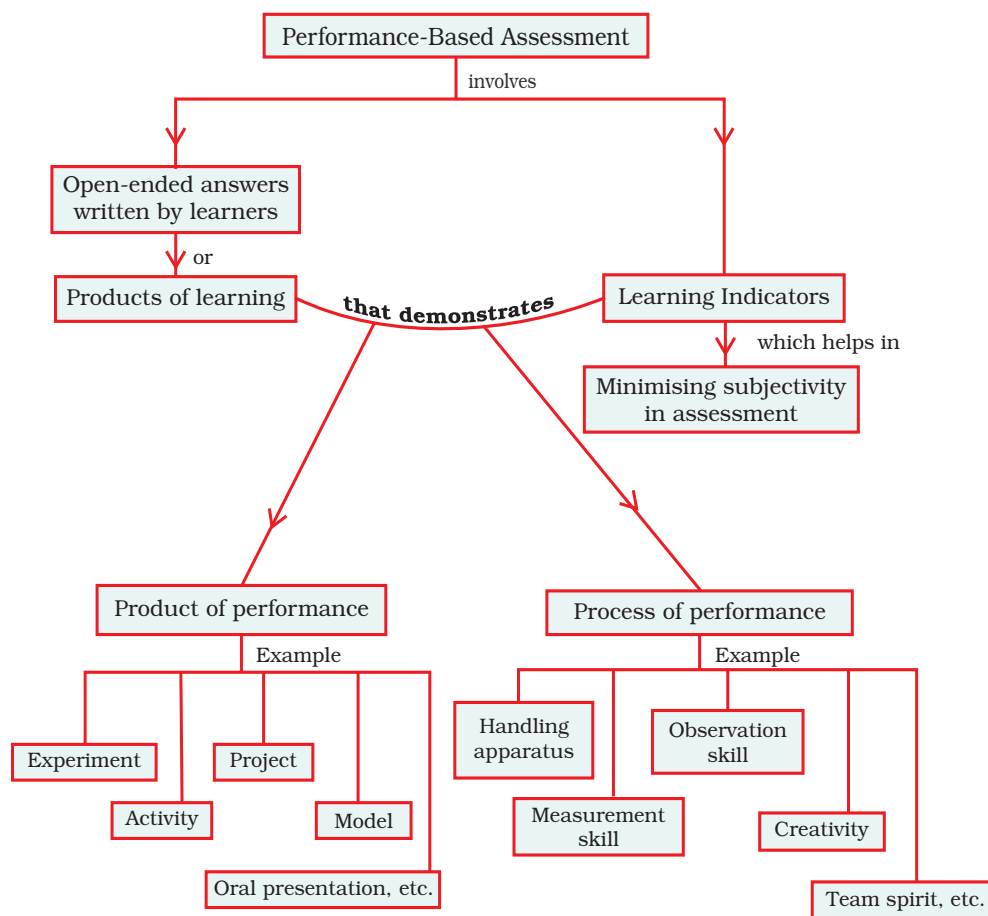 Performance-Based Assessment
involves
Open-ended answers
written by learners
or
Products of learning
that demonstrates
Learning Indicators
which helps in
Minimising subjectivity
in assessment
Product of performance
Example
Experiment
Activity
Project
Model
Oral presentation, etc.
Process of performance
Example
Handling
apparatus
Measurement
skill
Observation
skill
Creativity
Team spirit, etc.